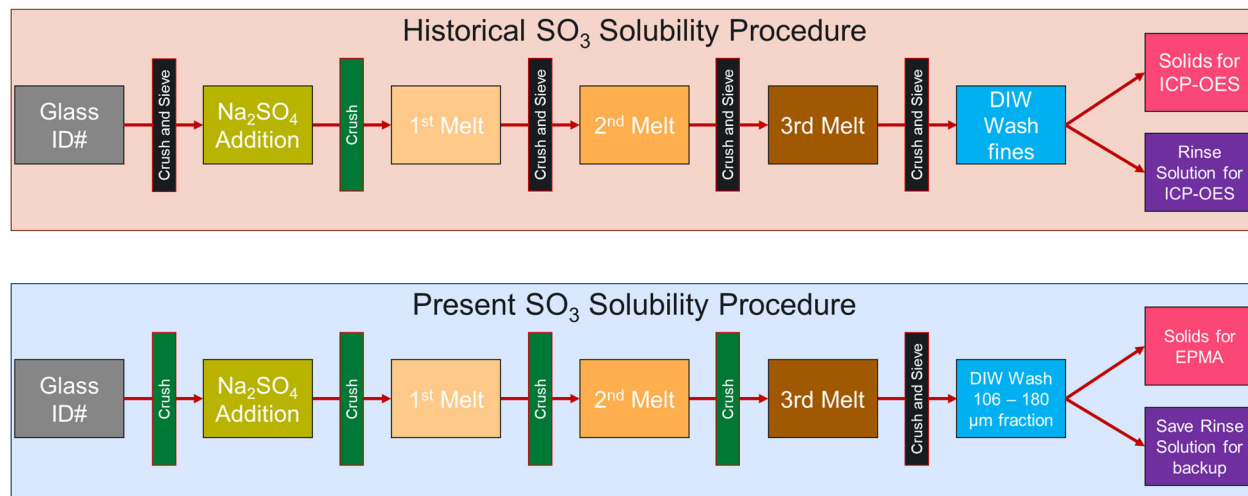 Historical SO₃ Solubility Procedure
Glass
ID#
Crush and Sieve
Na₂SO₄
Addition
Crush
1ˢᵗ Melt
Crush and Sieve
2ⁿᵈ Melt
Crush and Sieve
3rd Melt
Crush and Sieve
DIW
Wash
fines
Solids for
ICP-OES
Rinse
Solution for
ICP-OES
Present SO₃ Solubility Procedure
Glass
ID#
Crush
Na₂SO₄
Addition
Crush
1ˢᵗ Melt
Crush
2ⁿᵈ Melt
Crush
3rd Melt
Crush and Sieve
DIW Wash
106 – 180
µm fraction
Solids for
EPMA
Save Rinse
Solution for
backup